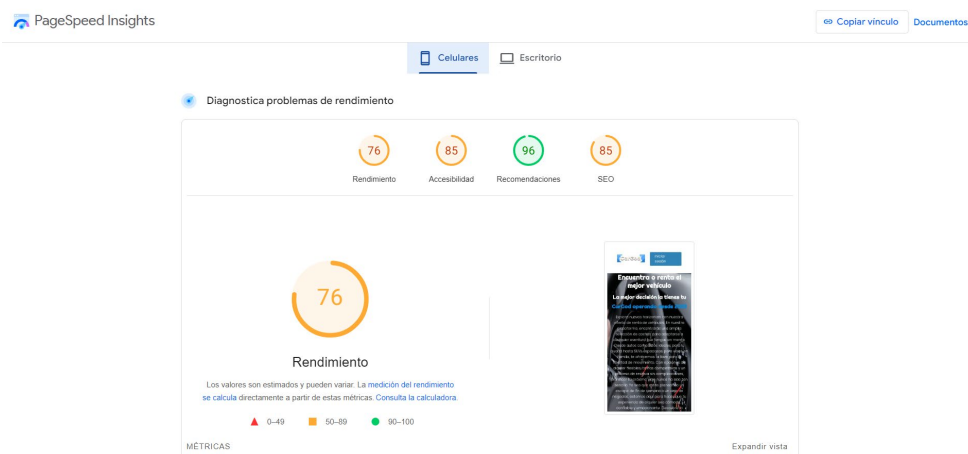 PageSpeed Insights
Copiar vínculo
Documentos
Celulares
Escritorio
Diagnostica problemas de rendimiento
76
85
96
85
Rendimiento
Accesibilidad
Recomendaciones
SEO
76
Rendimiento
Los valores son estimados y pueden variar. La medición del rendimiento
se calcula directamente a partir de estas métricas. Consulta la calculadora.
0–49
50–89
90–100
Encuentra o renta el
mejor vehículo
La mejor decisión la tienes tu
MÉTRICAS
Expandir vista